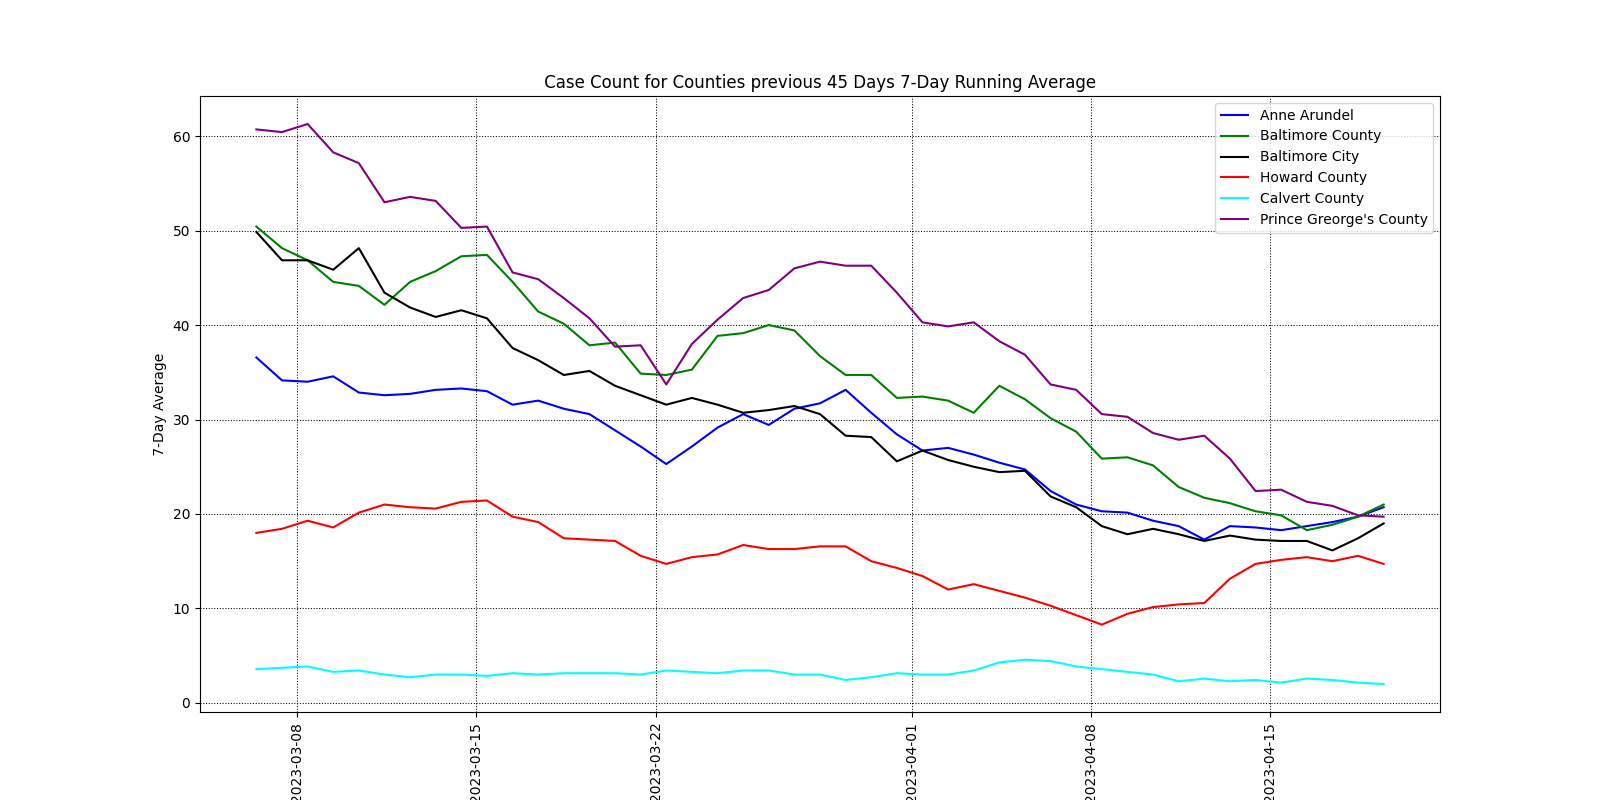 Case Count for Counties previous 45 Days 7-Day Running Average
Anne Arundel
Baltimore County
Baltimore City
Howard County
Calvert County
Prince Greorge's County
7-Day Average
60
50
40
30
20
10
0
2023-03-08
2023-03-15
2023-03-22
2023-04-01
2023-04-08
2023-04-15